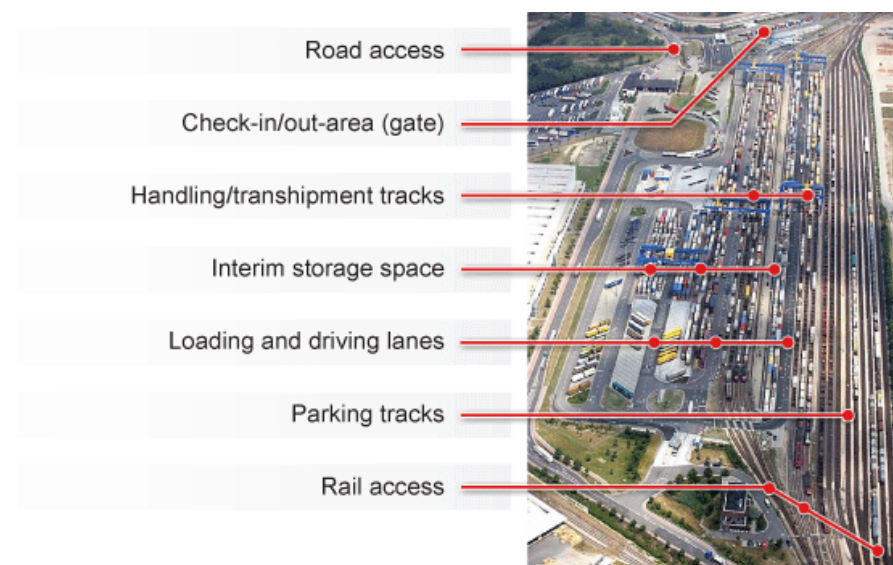 Road access
Check-in/out-area (gate)
Handling/transhipment tracks
Interim storage space
Loading and driving lanes
Parking tracks
Rail access